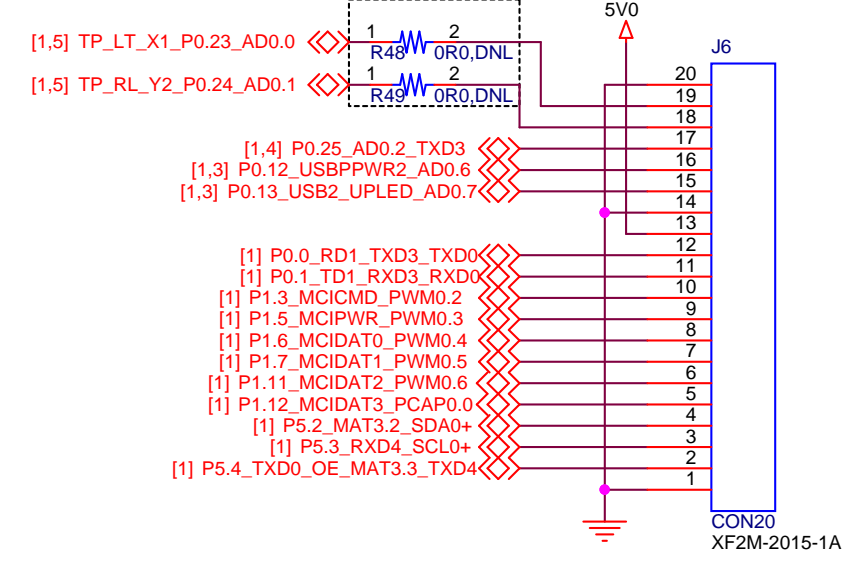 5V0
J6
[1,5] TP_LT_X1_P0.23_AD0.0 1 2
R48 0R0,DNL
[1,5] TP_RL_Y2_P0.24_AD0.1 1 2
R49 0R0,DNL
20
19
18
[1,4] P0.25_AD0.2_TXD3 17
[1,3] P0.12_USBPPWR2_AD0.6 16
[1,3] P0.13_USB2_UPLED_AD0.7 15
14
13
[1] P0.0_RD1_TXD3_TXD0 12
[1] P0.1_TD1_RXD3_RXD0 11
[1] P1.3_MCICMD_PWM0.2 10
[1] P1.5_MCIPWR_PWM0.3 9
[1] P1.6_MCIDAT0_PWM0.4 8
[1] P1.7_MCIDAT1_PWM0.5 7
[1] P1.11_MCIDAT2_PWM0.6 6
[1] P1.12_MCIDAT3_PCAP0.0 5
[1] P5.2_MAT3.2_SDA0+ 4
[1] P5.3_RXD4_SCL0+ 3
[1] P5.4_TXD0_OE_MAT3.3_TXD4 2
1
CON20
XF2M-2015-1A